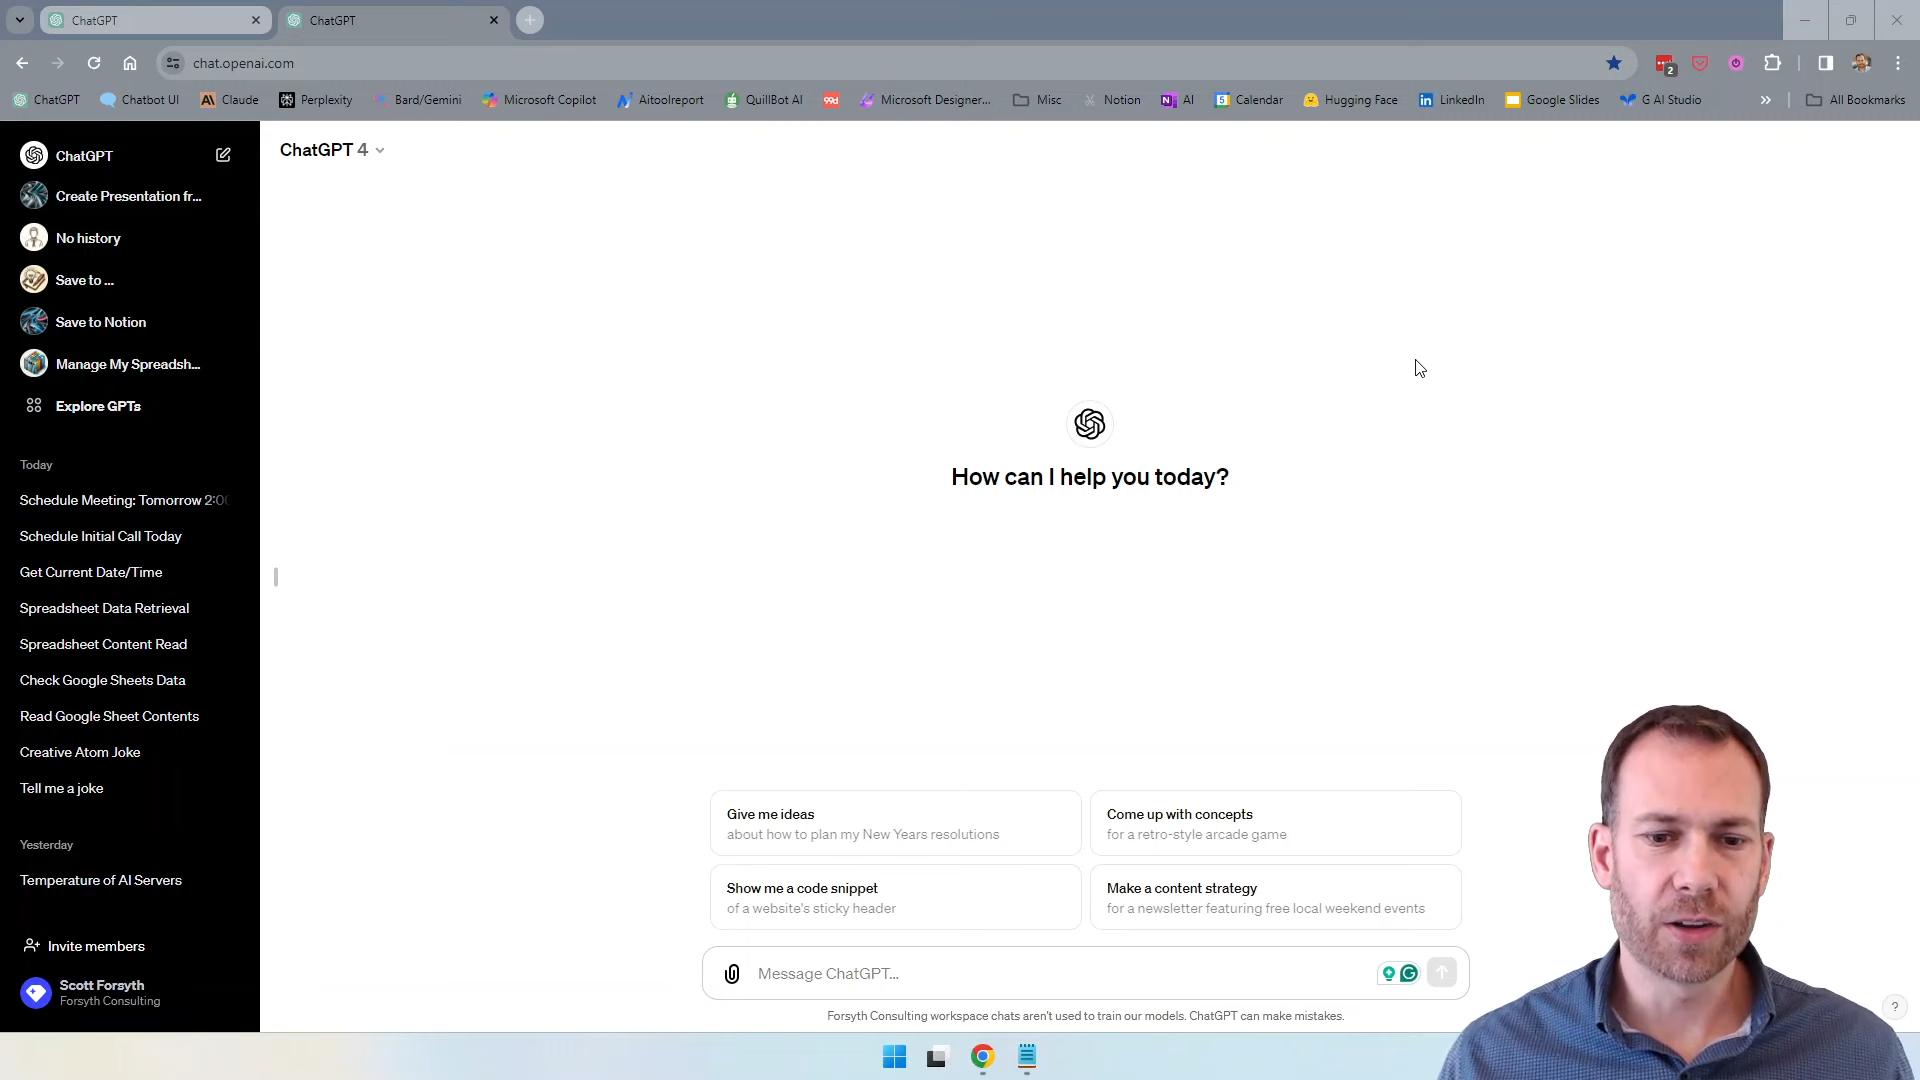 ChatGPT
ChatGPT
chat.openai.com
2
ChatGPT
Chatbot UI
Claude
Perplexity
Bard/Gemini
Microsoft Copilot
Aitoolreport
QuillBot AI
99d
Microsoft Designer...
Misc
Notion
AI
Calendar
Hugging Face
LinkedIn
Google Slides
G AI Studio
All Bookmarks
ChatGPT
Create Presentation fr...
No history
Save to ...
Save to Notion
Manage My Spreadsh...
Explore GPTs
Today
Schedule Meeting: Tomorrow 2:00
Schedule Initial Call Today
Get Current Date/Time
Spreadsheet Data Retrieval
Spreadsheet Content Read
Check Google Sheets Data
Read Google Sheet Contents
Creative Atom Joke
Tell me a joke
Yesterday
Temperature of AI Servers
Invite members
Scott Forsyth
Forsyth Consulting
ChatGPT 4
How can I help you today?
Give me ideas
about how to plan my New Years resolutions
Come up with concepts
for a retro-style arcade game
Show me a code snippet
of a website's sticky header
Make a content strategy
for a newsletter featuring free local weekend events
Message ChatGPT...
Forsyth Consulting workspace chats aren't used to train our models. ChatGPT can make mistakes.
?